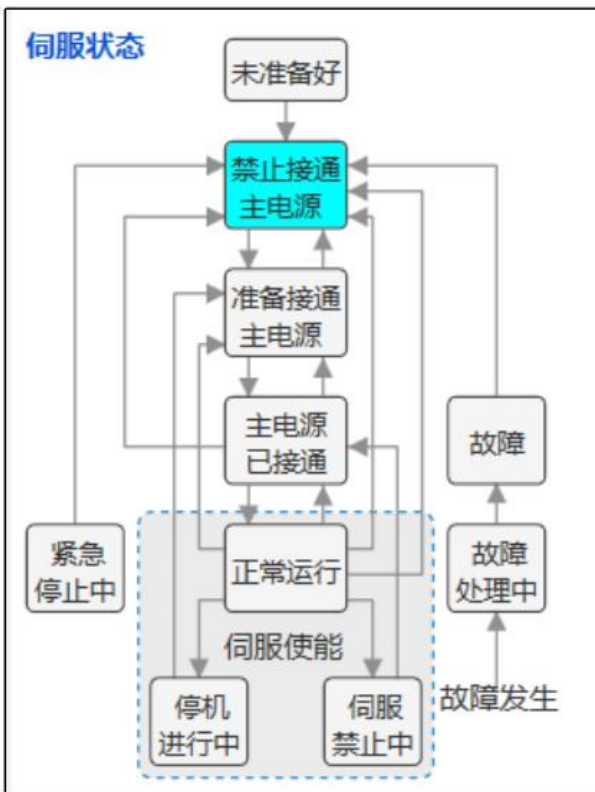 伺服状态
未准备好
禁止接通
主电源
准备接通
主电源
主电源
已接通
故障
紧急
停止中
正常运行
故障
处理中
伺服使能
停机
进行中
伺服
禁止中
故障发生